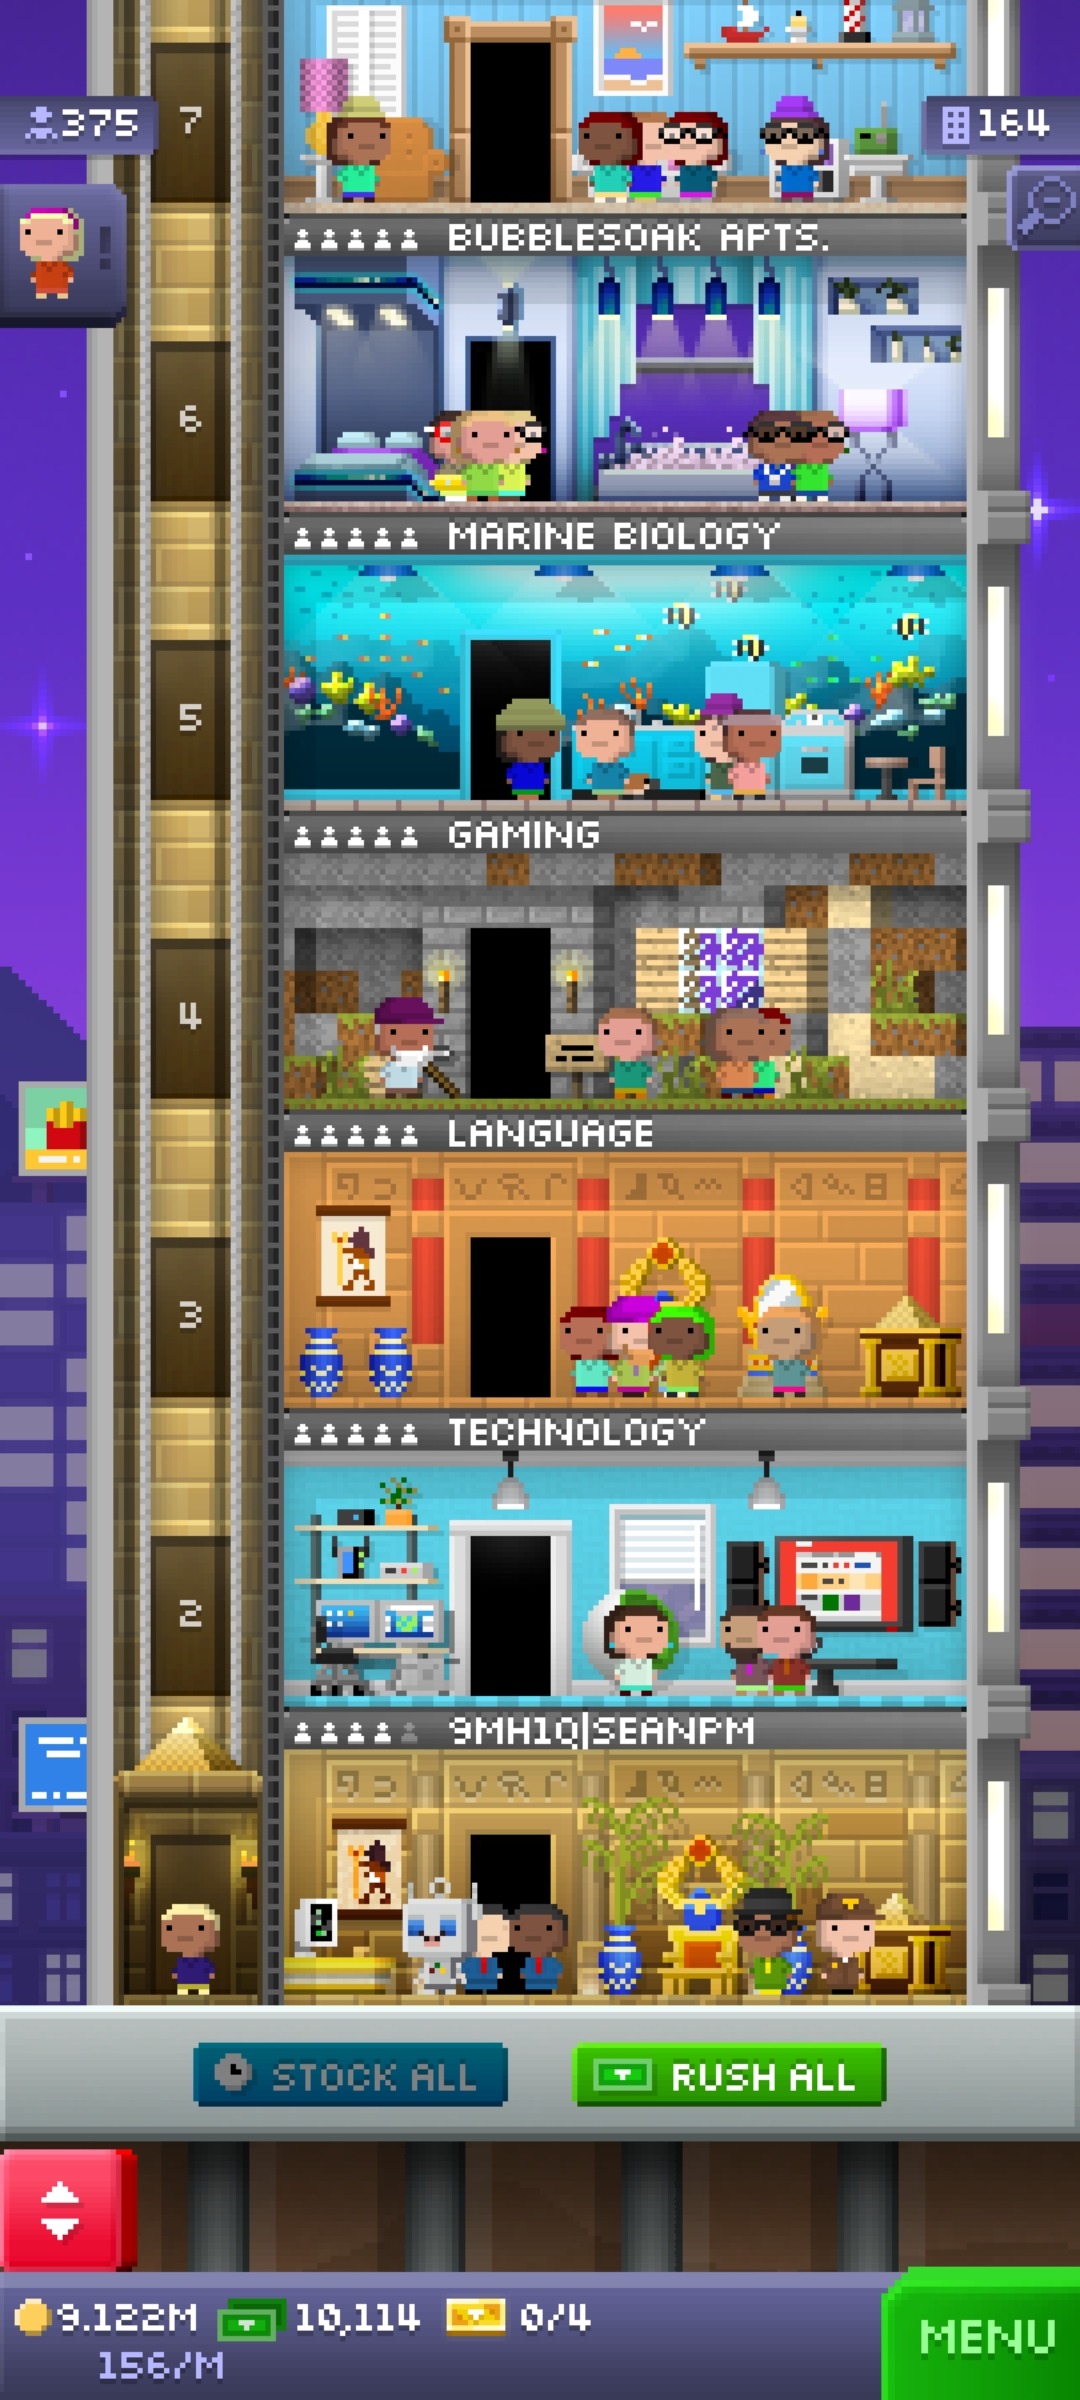 375
7
164
!
BUBBLESOAK APTS.
6
MARINE BIOLOGY
5
GAMING
4
LANGUAGE
3
TECHNOLOGY
2
9MH1Q|SEANPM
STOCK ALL
RUSH ALL
9.122M
10,114
0/4
156/M
MENU